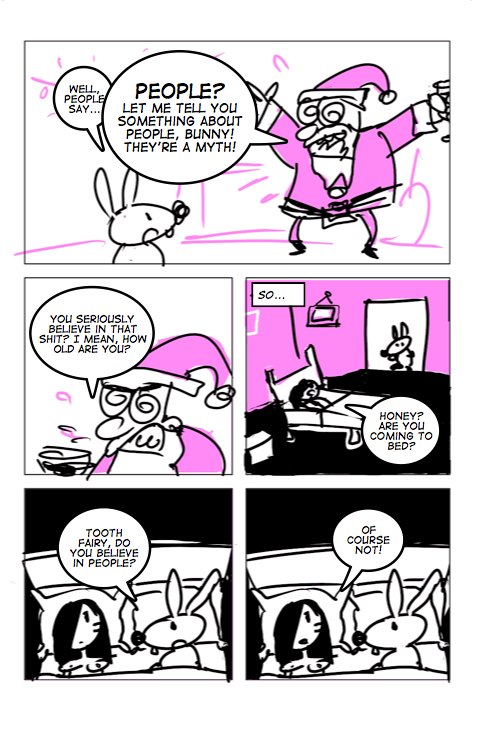 WELL,
PEOPLE
SAY...
PEOPLE?
LET ME TELL YOU
SOMETHING ABOUT
PEOPLE, BUNNY!
THEY'RE A MYTH!
YOU SERIOUSLY
BELIEVE IN THAT
SHIT? I MEAN, HOW
OLD ARE YOU?
SO...
HONEY?
ARE YOU
COMING TO
BED?
TOOTH
FAIRY, DO
YOU BELIEVE
IN PEOPLE?
OF
COURSE
NOT!